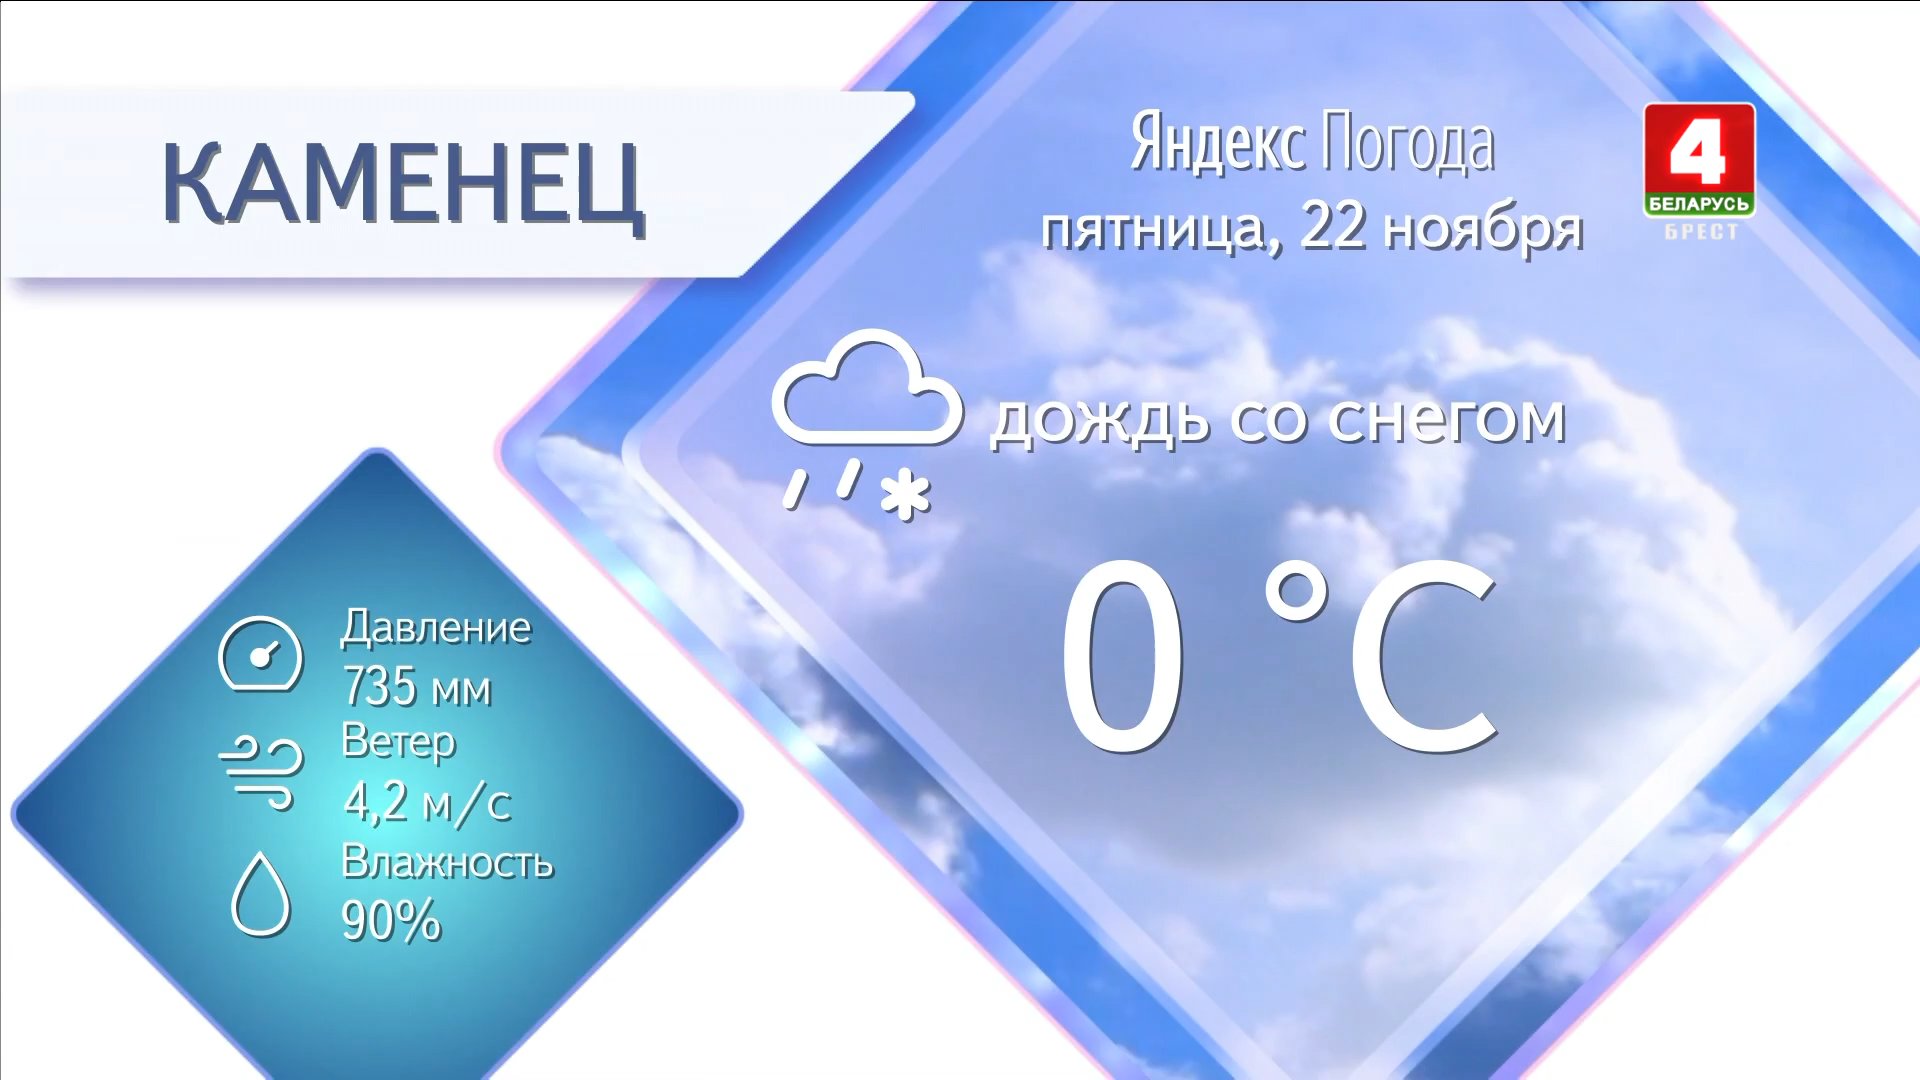 КАМЕНЕЦ
Яндекс Погода
пятница, 22 ноября
4
БЕЛАРУСЬ
БРЕСТ
дождь со снегом
0 °C
Давление
735 мм
Ветер
4,2 м/с
Влажность
90%